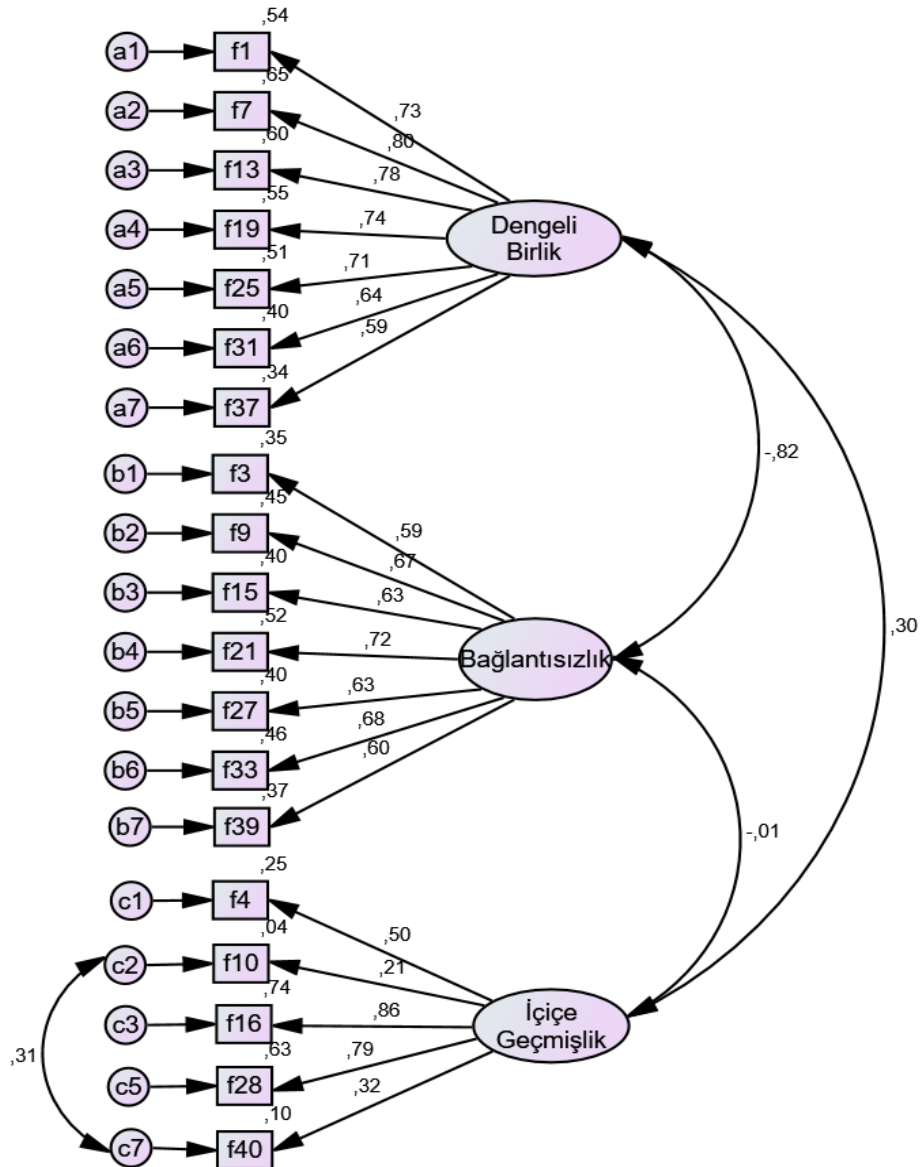 ,54
a1 f1
,65
,73
a2 f7
,60
,80
a3 f13
,78
,55
a4 f19
,74
Dengeli
Birlik
,51
a5 f25
,71
,40
,64
a6 f31
,59
,34
a7 f37
,35
-,82
b1 f3
,45
,59
b2 f9
,40
,67
b3 f15
,63
,52
,30
b4 f21
,72
Bağlantısızlık
,40
b5 f27
,63
,46
,68
b6 f33
,60
,37
b7 f39
-,01
,25
c1 f4
,04
,50
c2 f10
,21
,74
c3 f16
,86
İçiçe
Geçmişlik
,63
,31
c5 f28
,79
,32
,10
c7 f40